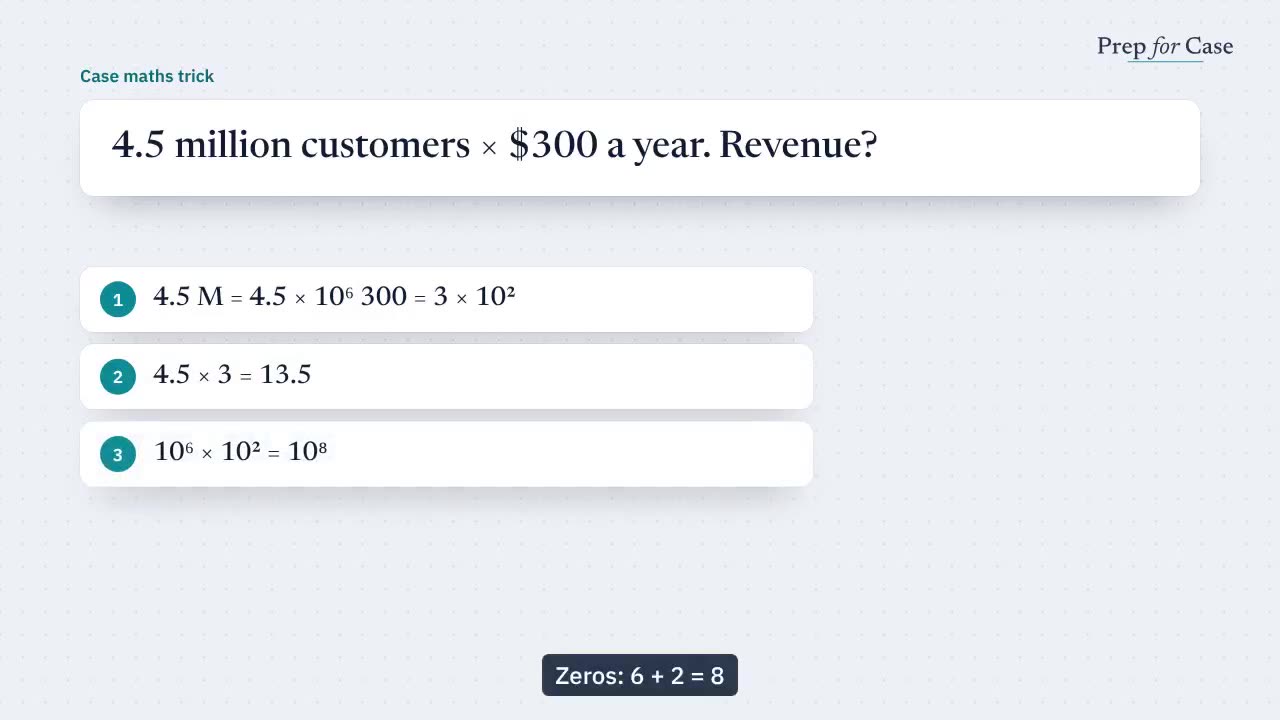 Prep for Case
Case maths trick
4.5 million customers × $300 a year. Revenue?
1 4.5 M = 4.5 × 10⁶ 300 = 3 × 10²
2 4.5 × 3 = 13.5
3 10⁶ × 10² = 10⁸
Zeros: 6 + 2 = 8